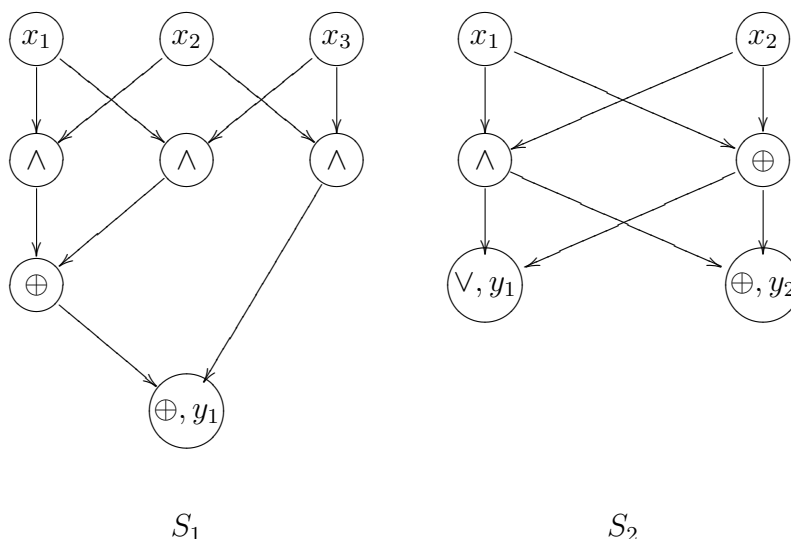 x₁ x₂ x₃ x₁ x₂
∧ ∧ ∧ ∧ ⊕
⊕ ∨, y₁ ⊕, y₂
⊕, y₁
S₁ S₂